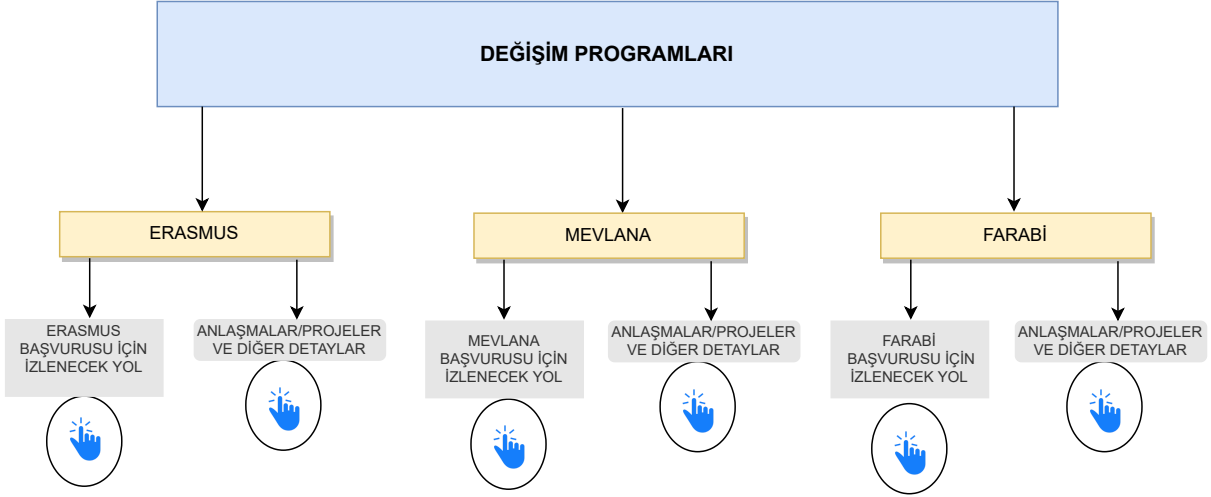 DEĞİŞİM PROGRAMLARI
ERASMUS
MEVLANA
FARABİ
ERASMUS
BAŞVURUSU İÇİN
İZLENECEK YOL
ANLAŞMALAR/PROJELER
VE DİĞER DETAYLAR
MEVLANA
BAŞVURUSU İÇİN
İZLENECEK YOL
ANLAŞMALAR/PROJELER
VE DİĞER DETAYLAR
FARABİ
BAŞVURUSU İÇİN
İZLENECEK YOL
ANLAŞMALAR/PROJELER
VE DİĞER DETAYLAR